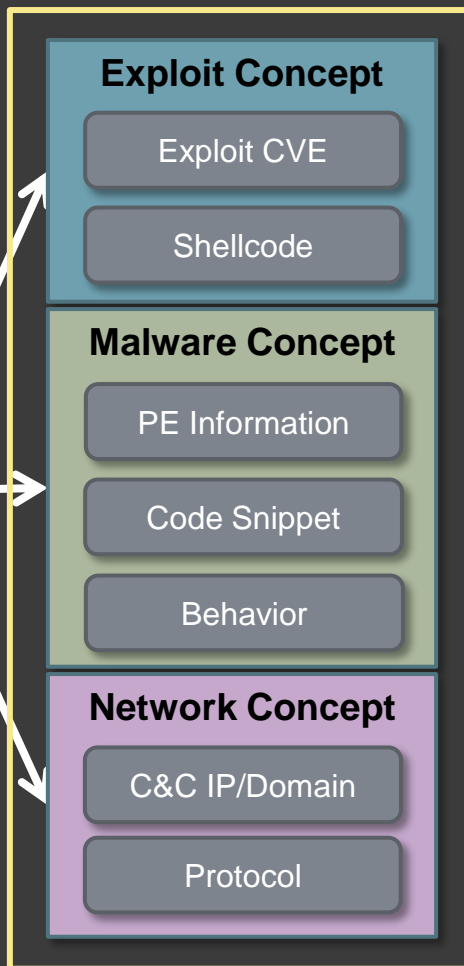 Exploit Concept
Exploit CVE
Shellcode
Malware Concept
PE Information
Code Snippet
Behavior
Network Concept
C&C IP/Domain
Protocol